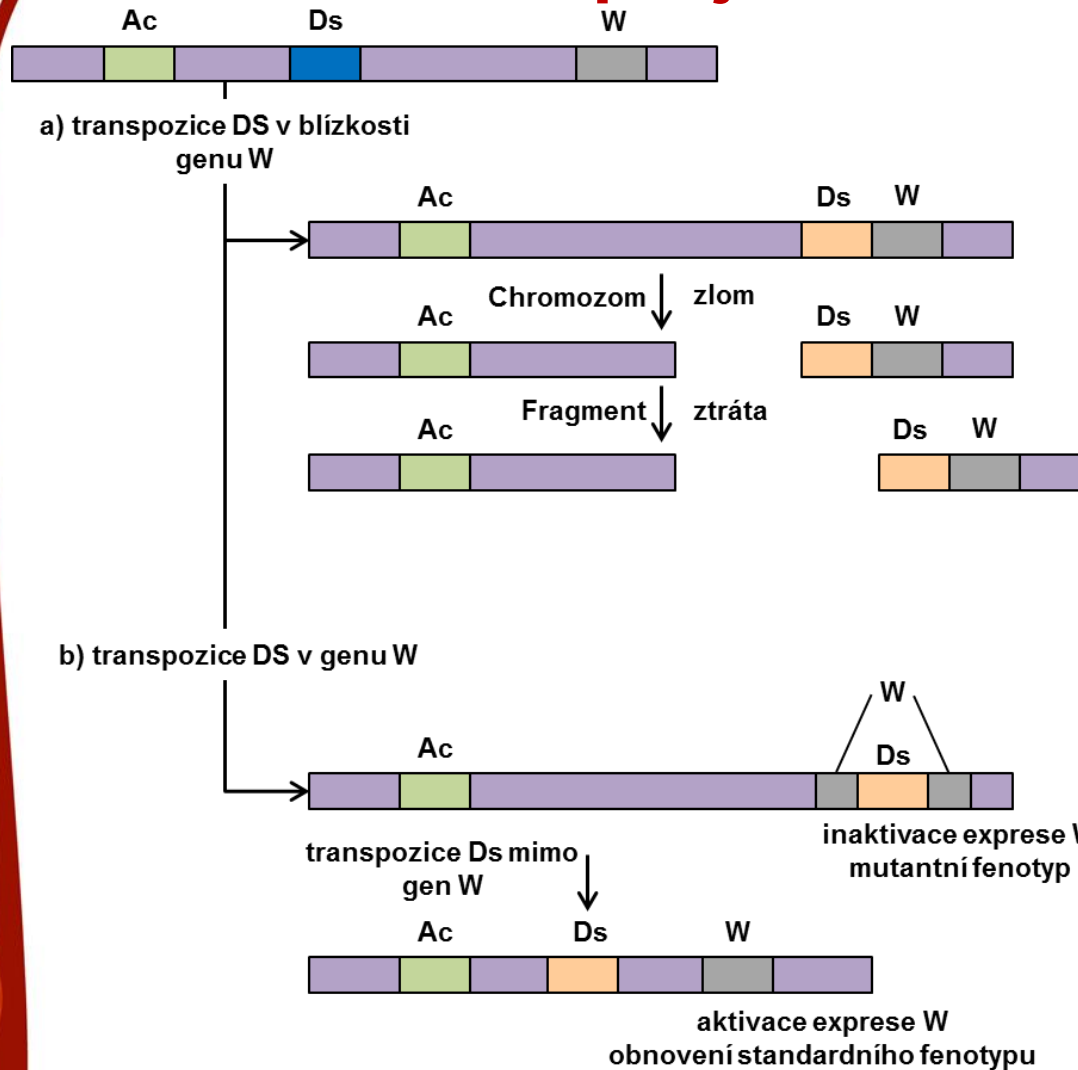 Ac Ds W
a) transpozice DS v blízkosti
genu W
Ac Ds W
Chromozom zlom
Ac Ds W
Fragment ztráta
Ac Ds W
b) transpozice DS v genu W
W
Ac Ds
inaktivace exprese
mutantní fenotyp
transpozice Ds mimo
gen W
Ac Ds W
aktivace exprese W
obnovení standardního fenotypu